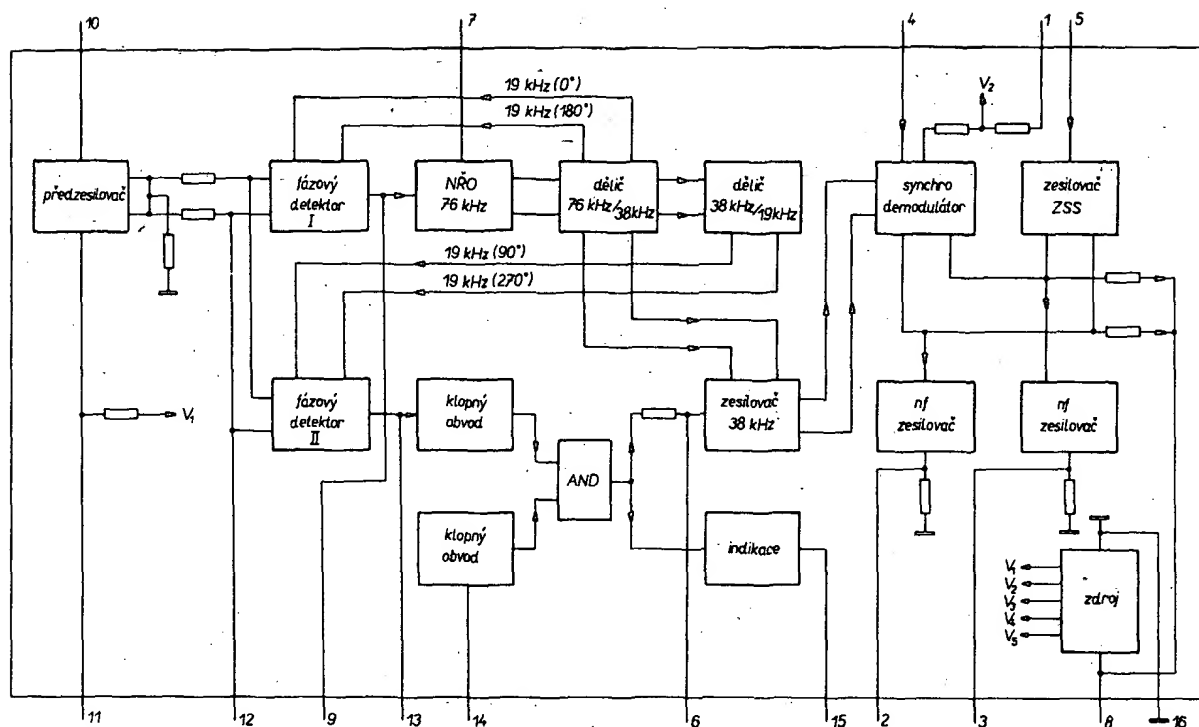 10
7
4
1
5
19 kHz (0°)
19 kHz (180°)
V2
předzesilovač
fázový
detektor
I
NŘO
76 kHz
dělič
76 kHz/38kHz
dělič
38 kHz/19kHz
synchro
demodulátor
zesilovač
ZSS
19 kHz (90°)
19 kHz (270°)
V1
fázový
detektor
II
klopný
obvod
AND
zesilovač
38 kHz
nf
zesilovač
nf
zesilovač
klopný
obvod
indikace
V1
V2
V3
V4
V5
zdroj
11
12
9
13
14
6
15
2
3
8
16